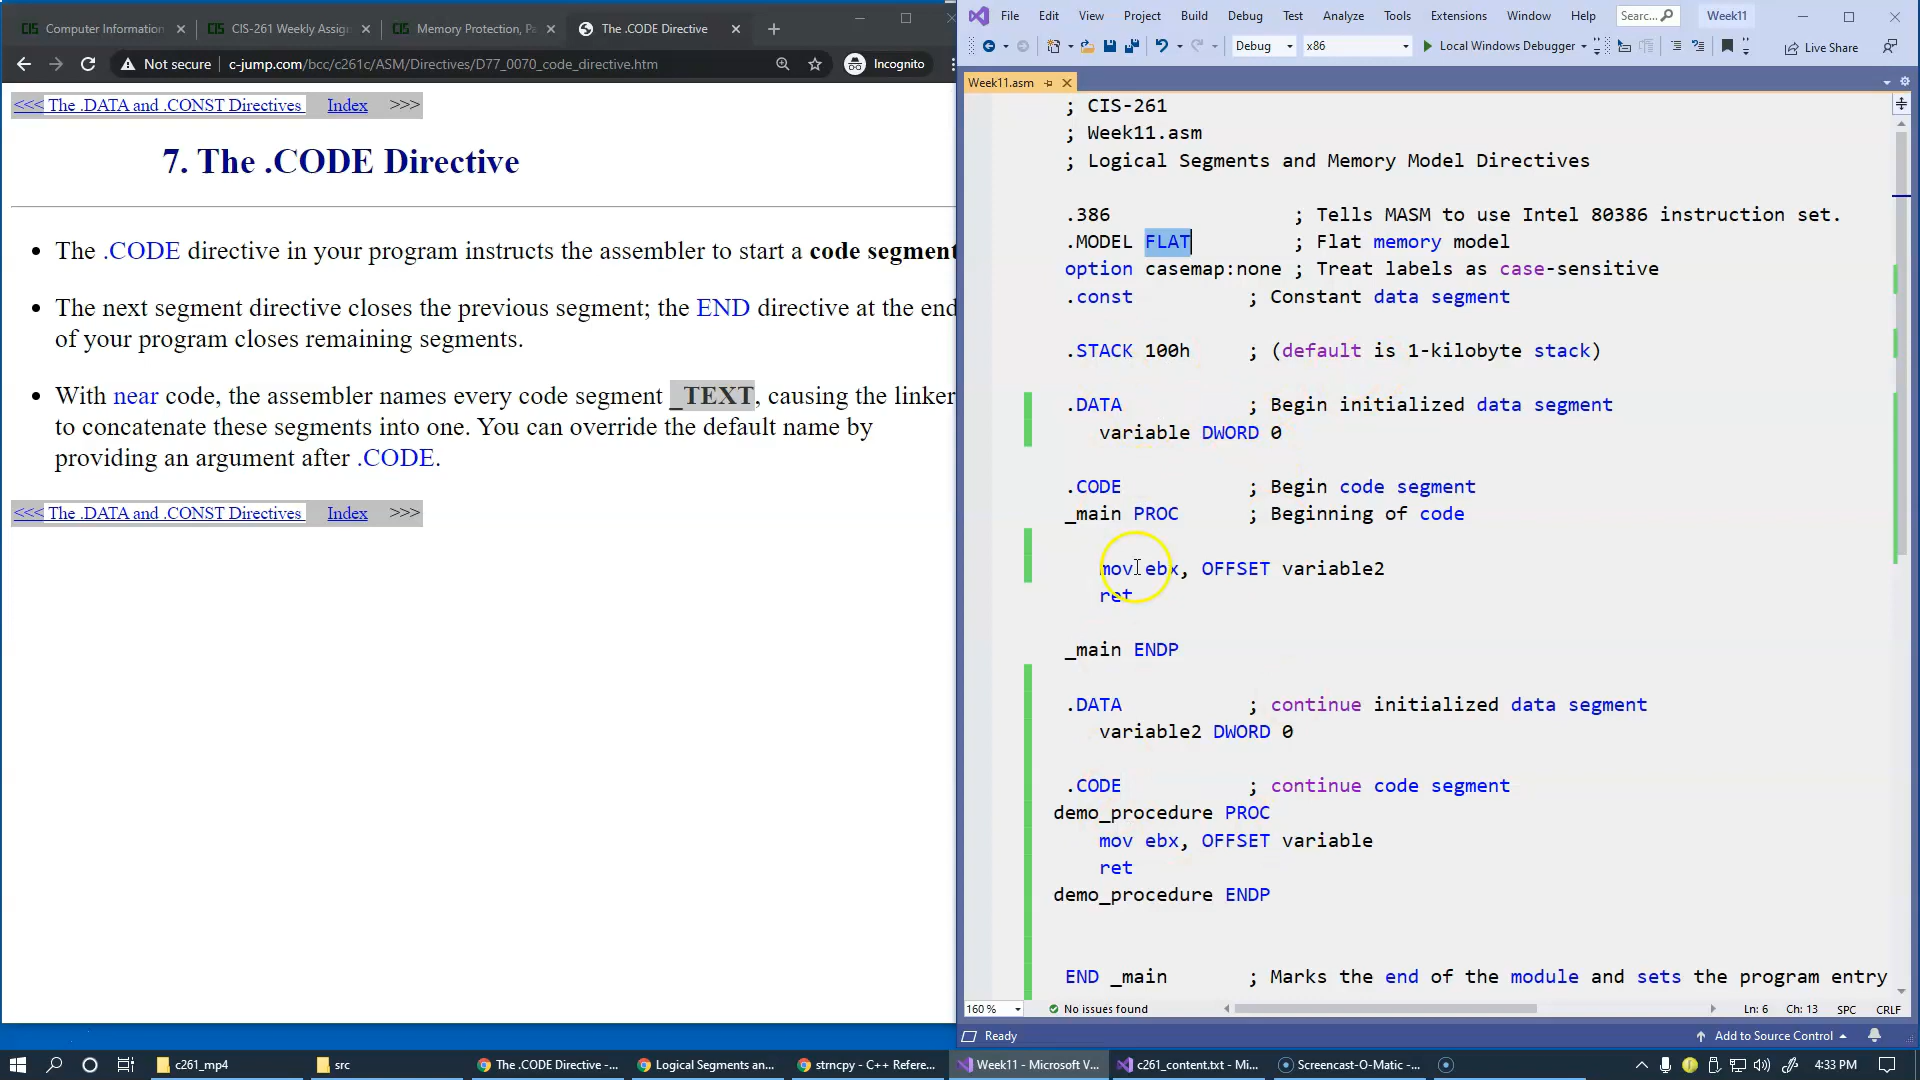 Computer Information
CIS-261 Weekly Assign
Memory Protection, Pa
The .CODE Directive
Not secure
c-jump.com/bcc/c261c/ASM/Directives/D77_0070_code_directive.htm
Incognito
<<< The .DATA and .CONST Directives Index >>>
7. The .CODE Directive
The .CODE directive in your program instructs the assembler to start a code segment
The next segment directive closes the previous segment; the END directive at the end
of your program closes remaining segments.
With near code, the assembler names every code segment _TEXT, causing the linker
to concatenate these segments into one. You can override the default name by
providing an argument after .CODE.
<<< The .DATA and .CONST Directives Index >>>
File Edit View Project Build Debug Test Analyze Tools Extensions Window Help Searc... Week11
Debug x86 Local Windows Debugger Live Share
Week11.asm
; CIS-261
; Week11.asm
; Logical Segments and Memory Model Directives
.386 ; Tells MASM to use Intel 80386 instruction set.
.MODEL FLAT ; Flat memory model
option casemap:none ; Treat labels as case-sensitive
.const ; Constant data segment
.STACK 100h ; (default is 1-kilobyte stack)
.DATA ; Begin initialized data segment
variable DWORD 0
.CODE ; Begin code segment
_main PROC ; Beginning of code
mov ebx, OFFSET variable2
ret
_main ENDP
.DATA ; continue initialized data segment
variable2 DWORD 0
.CODE ; continue code segment
demo_procedure PROC
mov ebx, OFFSET variable
ret
demo_procedure ENDP
END _main ; Marks the end of the module and sets the program entry
160 % No issues found Ln: 6 Ch: 13 SPC CRLF
Ready Add to Source Control
c261_mp4 src The .CODE Directive -... Logical Segments an... strncpy - C++ Refere... Week11 - Microsoft V... c261_content.txt - Mi... Screencast-O-Matic -... 4:33 PM